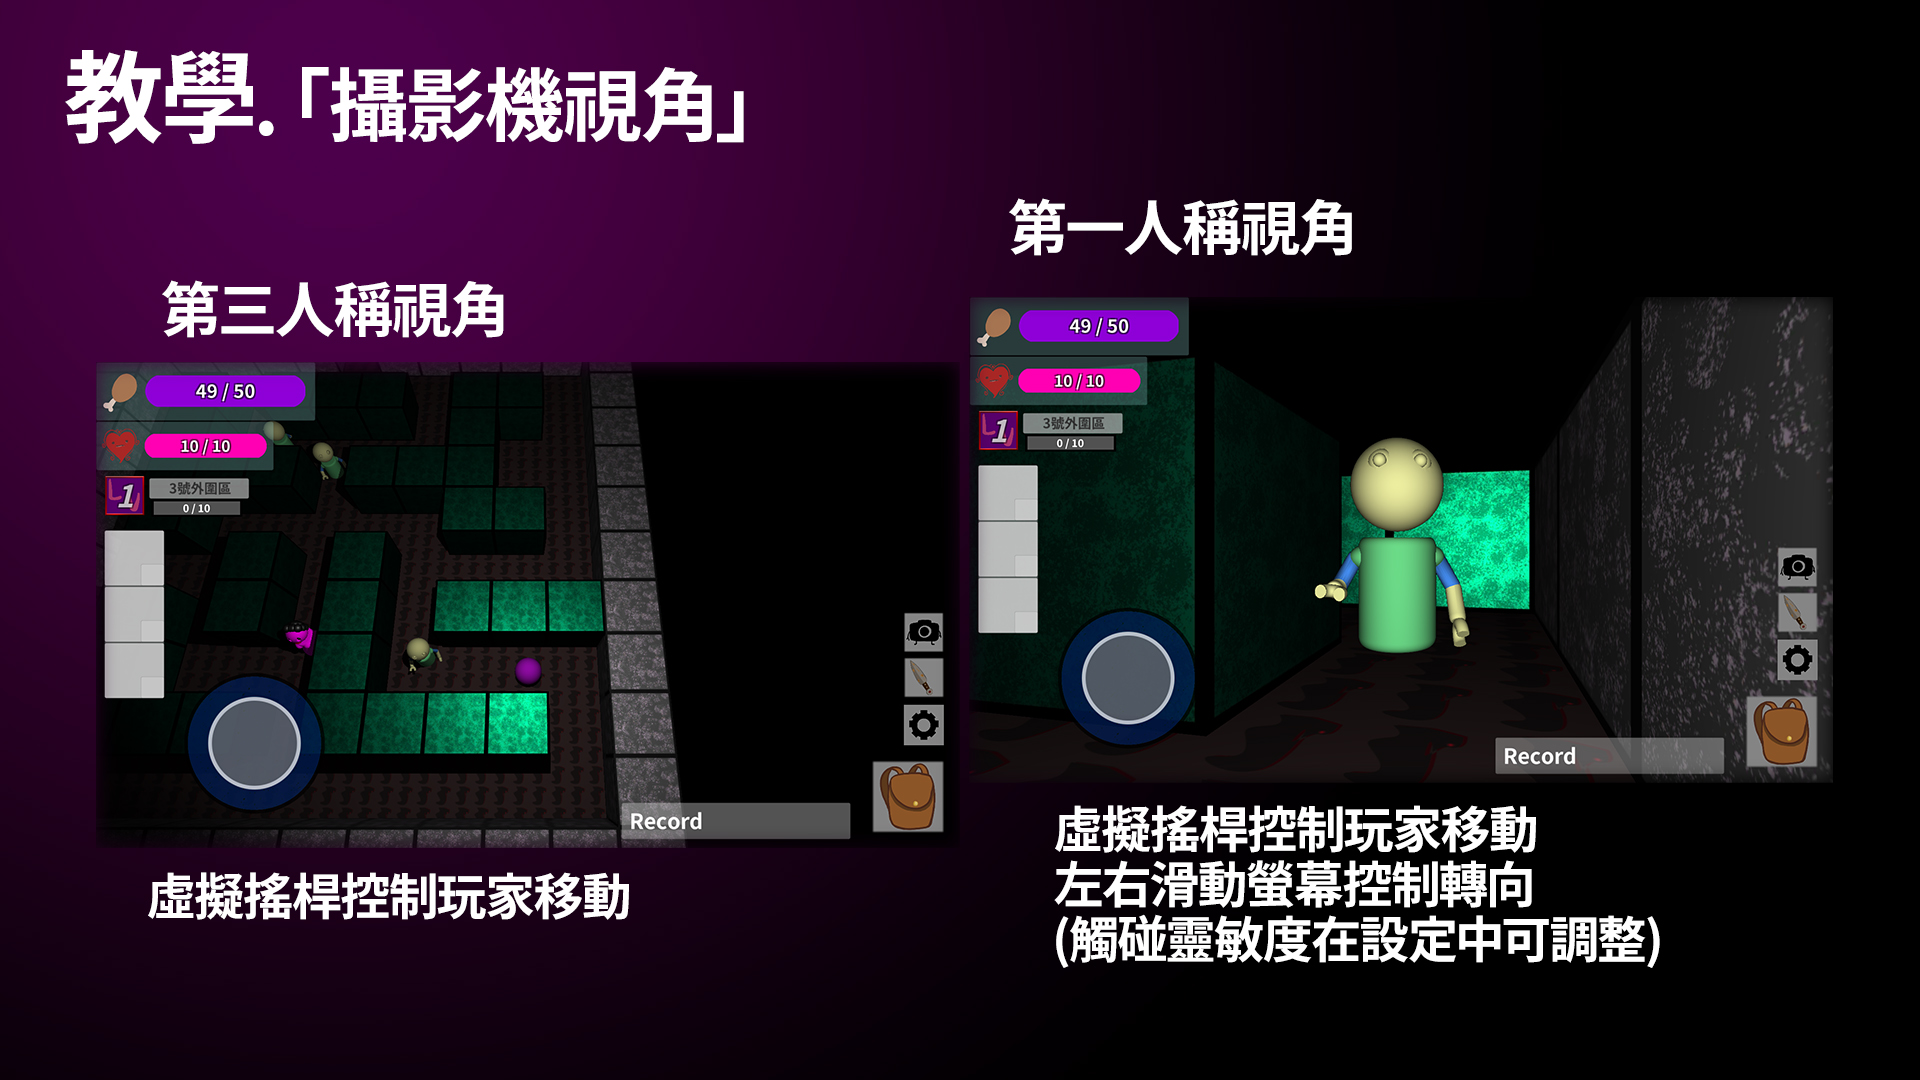 教學.「攝影機視角」
第三人稱視角
49 / 50
10 / 10
1
3號外圍區
0 / 10
Record
虛擬搖桿控制玩家移動
第一人稱視角
49 / 50
10 / 10
1
3號外圍區
0 / 10
Record
虛擬搖桿控制玩家移動
左右滑動螢幕控制轉向
(觸碰靈敏度在設定中可調整)